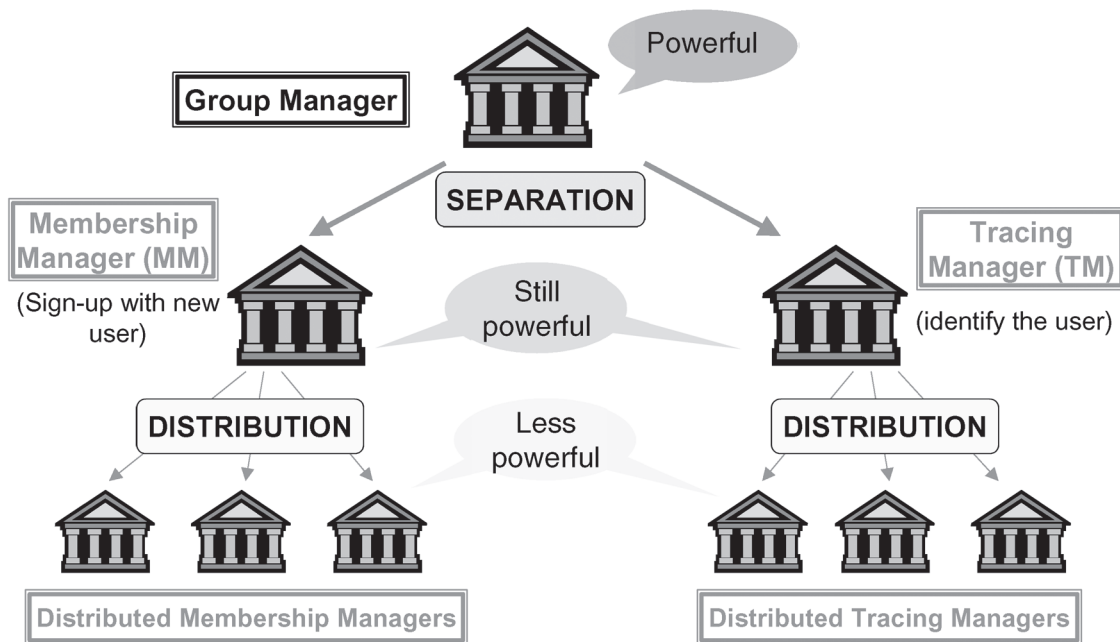 Powerful
Group Manager
SEPARATION
Membership
Manager (MM)
(Sign-up with new
user)
Tracing
Manager (TM)
(identify the user)
Still
powerful
DISTRIBUTION
DISTRIBUTION
Less
powerful
Distributed Membership Managers
Distributed Tracing Managers